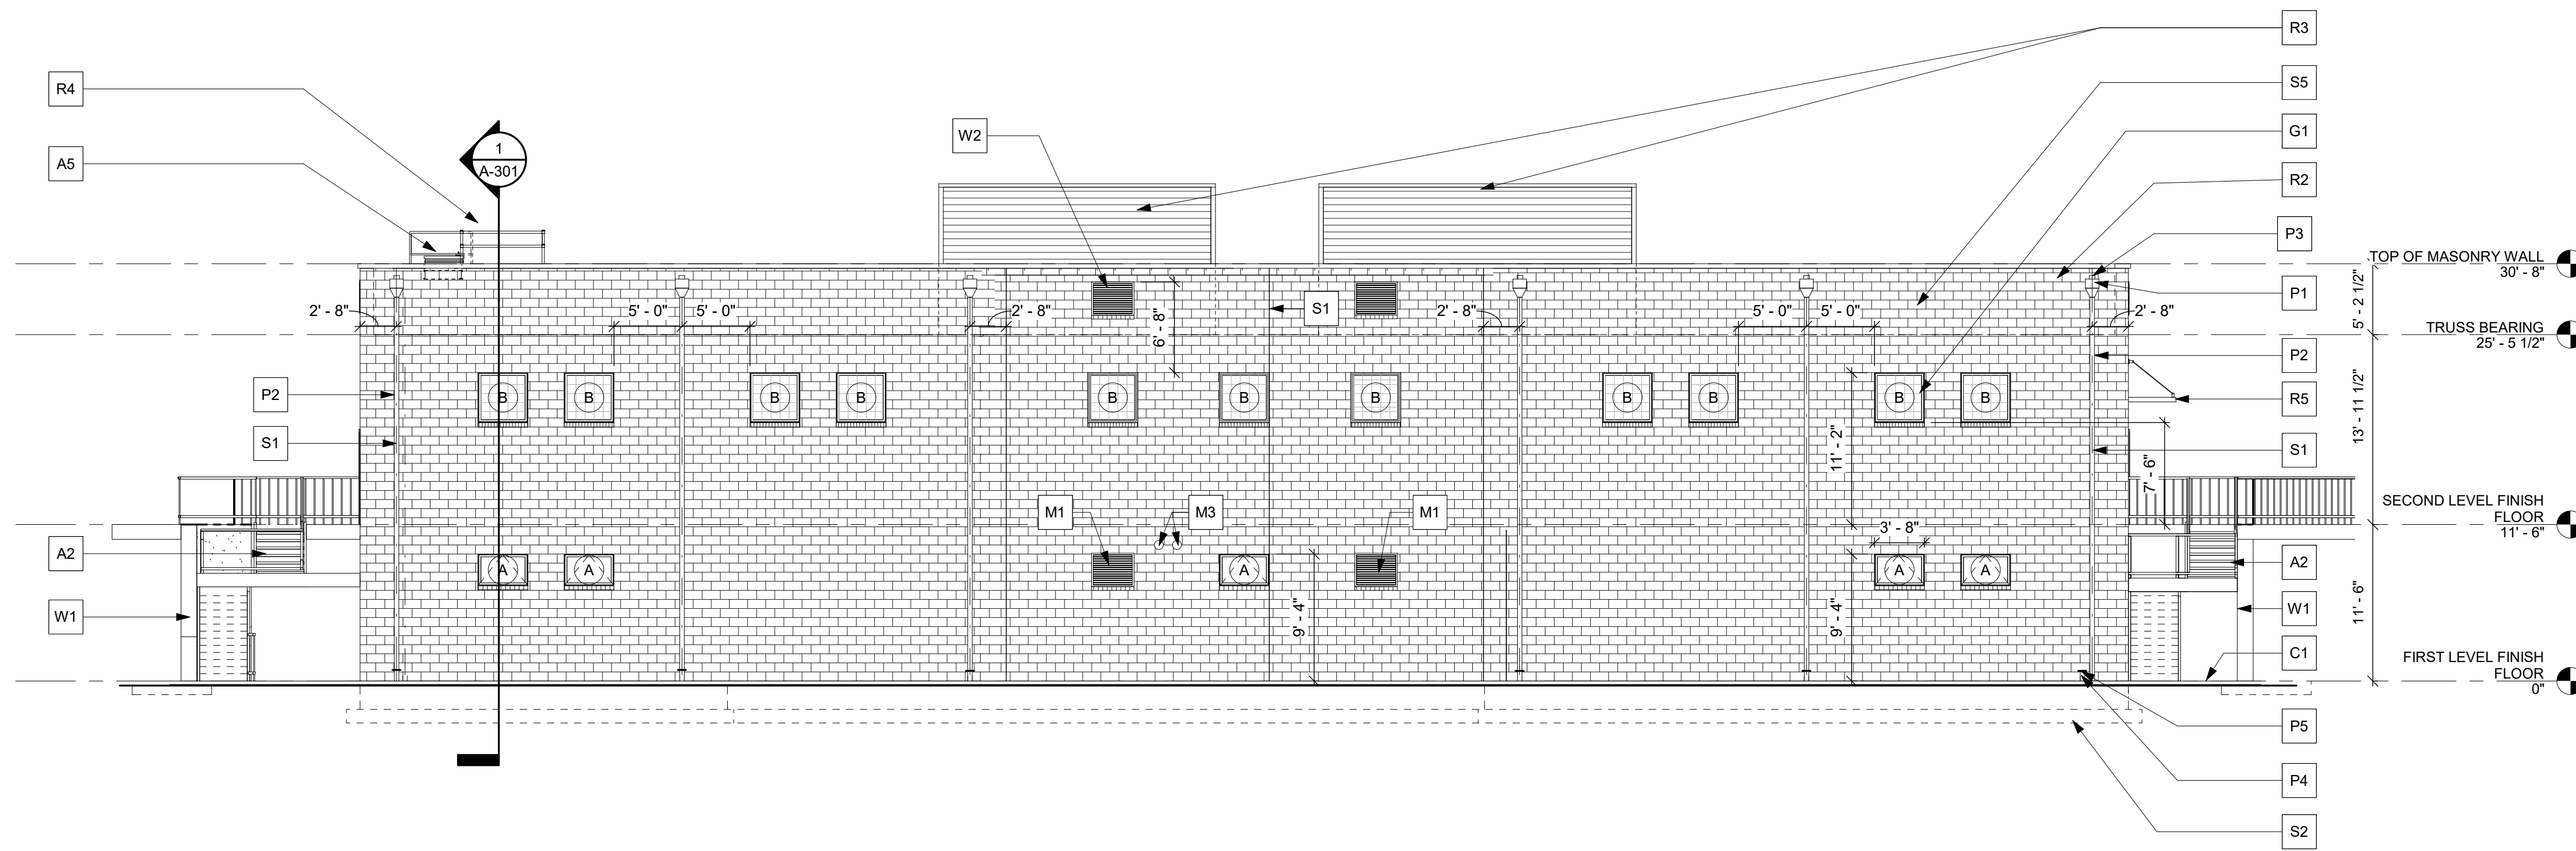 R3
R4
S5
W2
G1
1
A-301
A5
R2
P3
TOP OF MASONRY WALL
30' - 8"
P1
2' - 8"
5' - 0"
5' - 0"
2' - 8"
6' - 8"
S1
2' - 8"
5' - 0"
5' - 0"
2' - 8"
5' - 2 1/2"
TRUSS BEARING
25' - 5 1/2"
P2
P2
B
B
B
B
B
B
B
B
B
B
B
R5
13' - 11 1/2"
S1
11' - 2"
7' - 6"
S1
M1
M3
M1
SECOND LEVEL FINISH
FLOOR
11' - 6"
3' - 8"
A2
A
A
A
A
A
A2
W1
9' - 4"
9' - 4"
11' - 6"
W1
C1
FIRST LEVEL FINISH
FLOOR
0"
P5
P4
S2